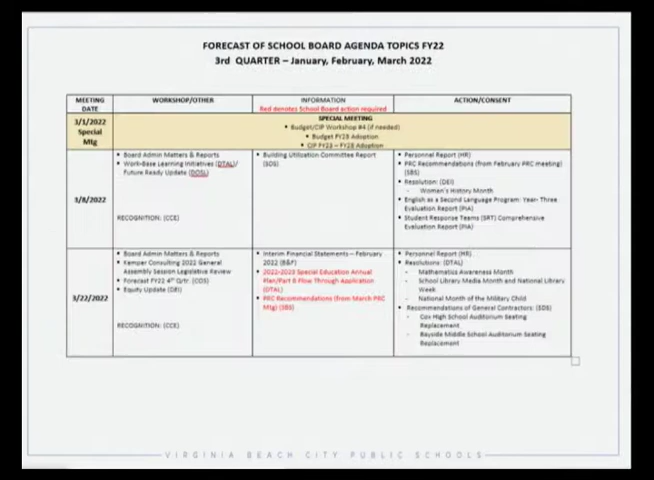 FORECAST OF SCHOOL BOARD AGENDA TOPICS FY22
3rd QUARTER – January, February, March 2022
MEETING DATE
WORKSHOP/OTHER
INFORMATION
Red denotes School Board action required
ACTION/CONSENT
3/1/2022
Special
Mtg
SPECIAL MEETING
• Budget/CIP Workshop #4 (if needed)
• Budget FY23 Adoption
• CIP FY23 – FY28 Adoption
3/8/2022
• Board Admin Matters & Reports
• Work-Base Learning Initiatives (DTAL)/
Future Ready Update (DOSL)
RECOGNITION: (CCE)
• Building Utilization Committee Report
(SDS)
• Personnel Report (HR)
• PRC Recommendations (from February PRC meeting)
(SBS)
• Resolution: (DEI)
- Women's History Month
• English as a Second Language Program: Year- Three
Evaluation Report (PIA)
• Student Response Teams (SRT) Comprehensive
Evaluation Report (PIA)
3/22/2022
• Board Admin Matters & Reports
• Kemper Consulting 2022 General
Assembly Session Legislative Review
• Forecast FY22 4th Qrtr. (COS)
• Equity Update (DEI)
RECOGNITION: (CCE)
• Interim Financial Statements – February
2022 (B&F)
• 2022-2023 Special Education Annual
Plan/Part B Flow Through Application
(DTAL)
• PRC Recommendations (from March PRC
Mtg) (SBS)
• Personnel Report (HR)
• Resolutions: (DTAL)
- Mathematics Awareness Month
- School Library Media Month and National Library
Week
- National Month of the Military Child
• Recommendations of General Contractors: (SDS)
- Cox High School Auditorium Seating
Replacement
- Bayside Middle School Auditorium Seating
Replacement
VIRGINIA BEACH CITY PUBLIC SCHOOLS